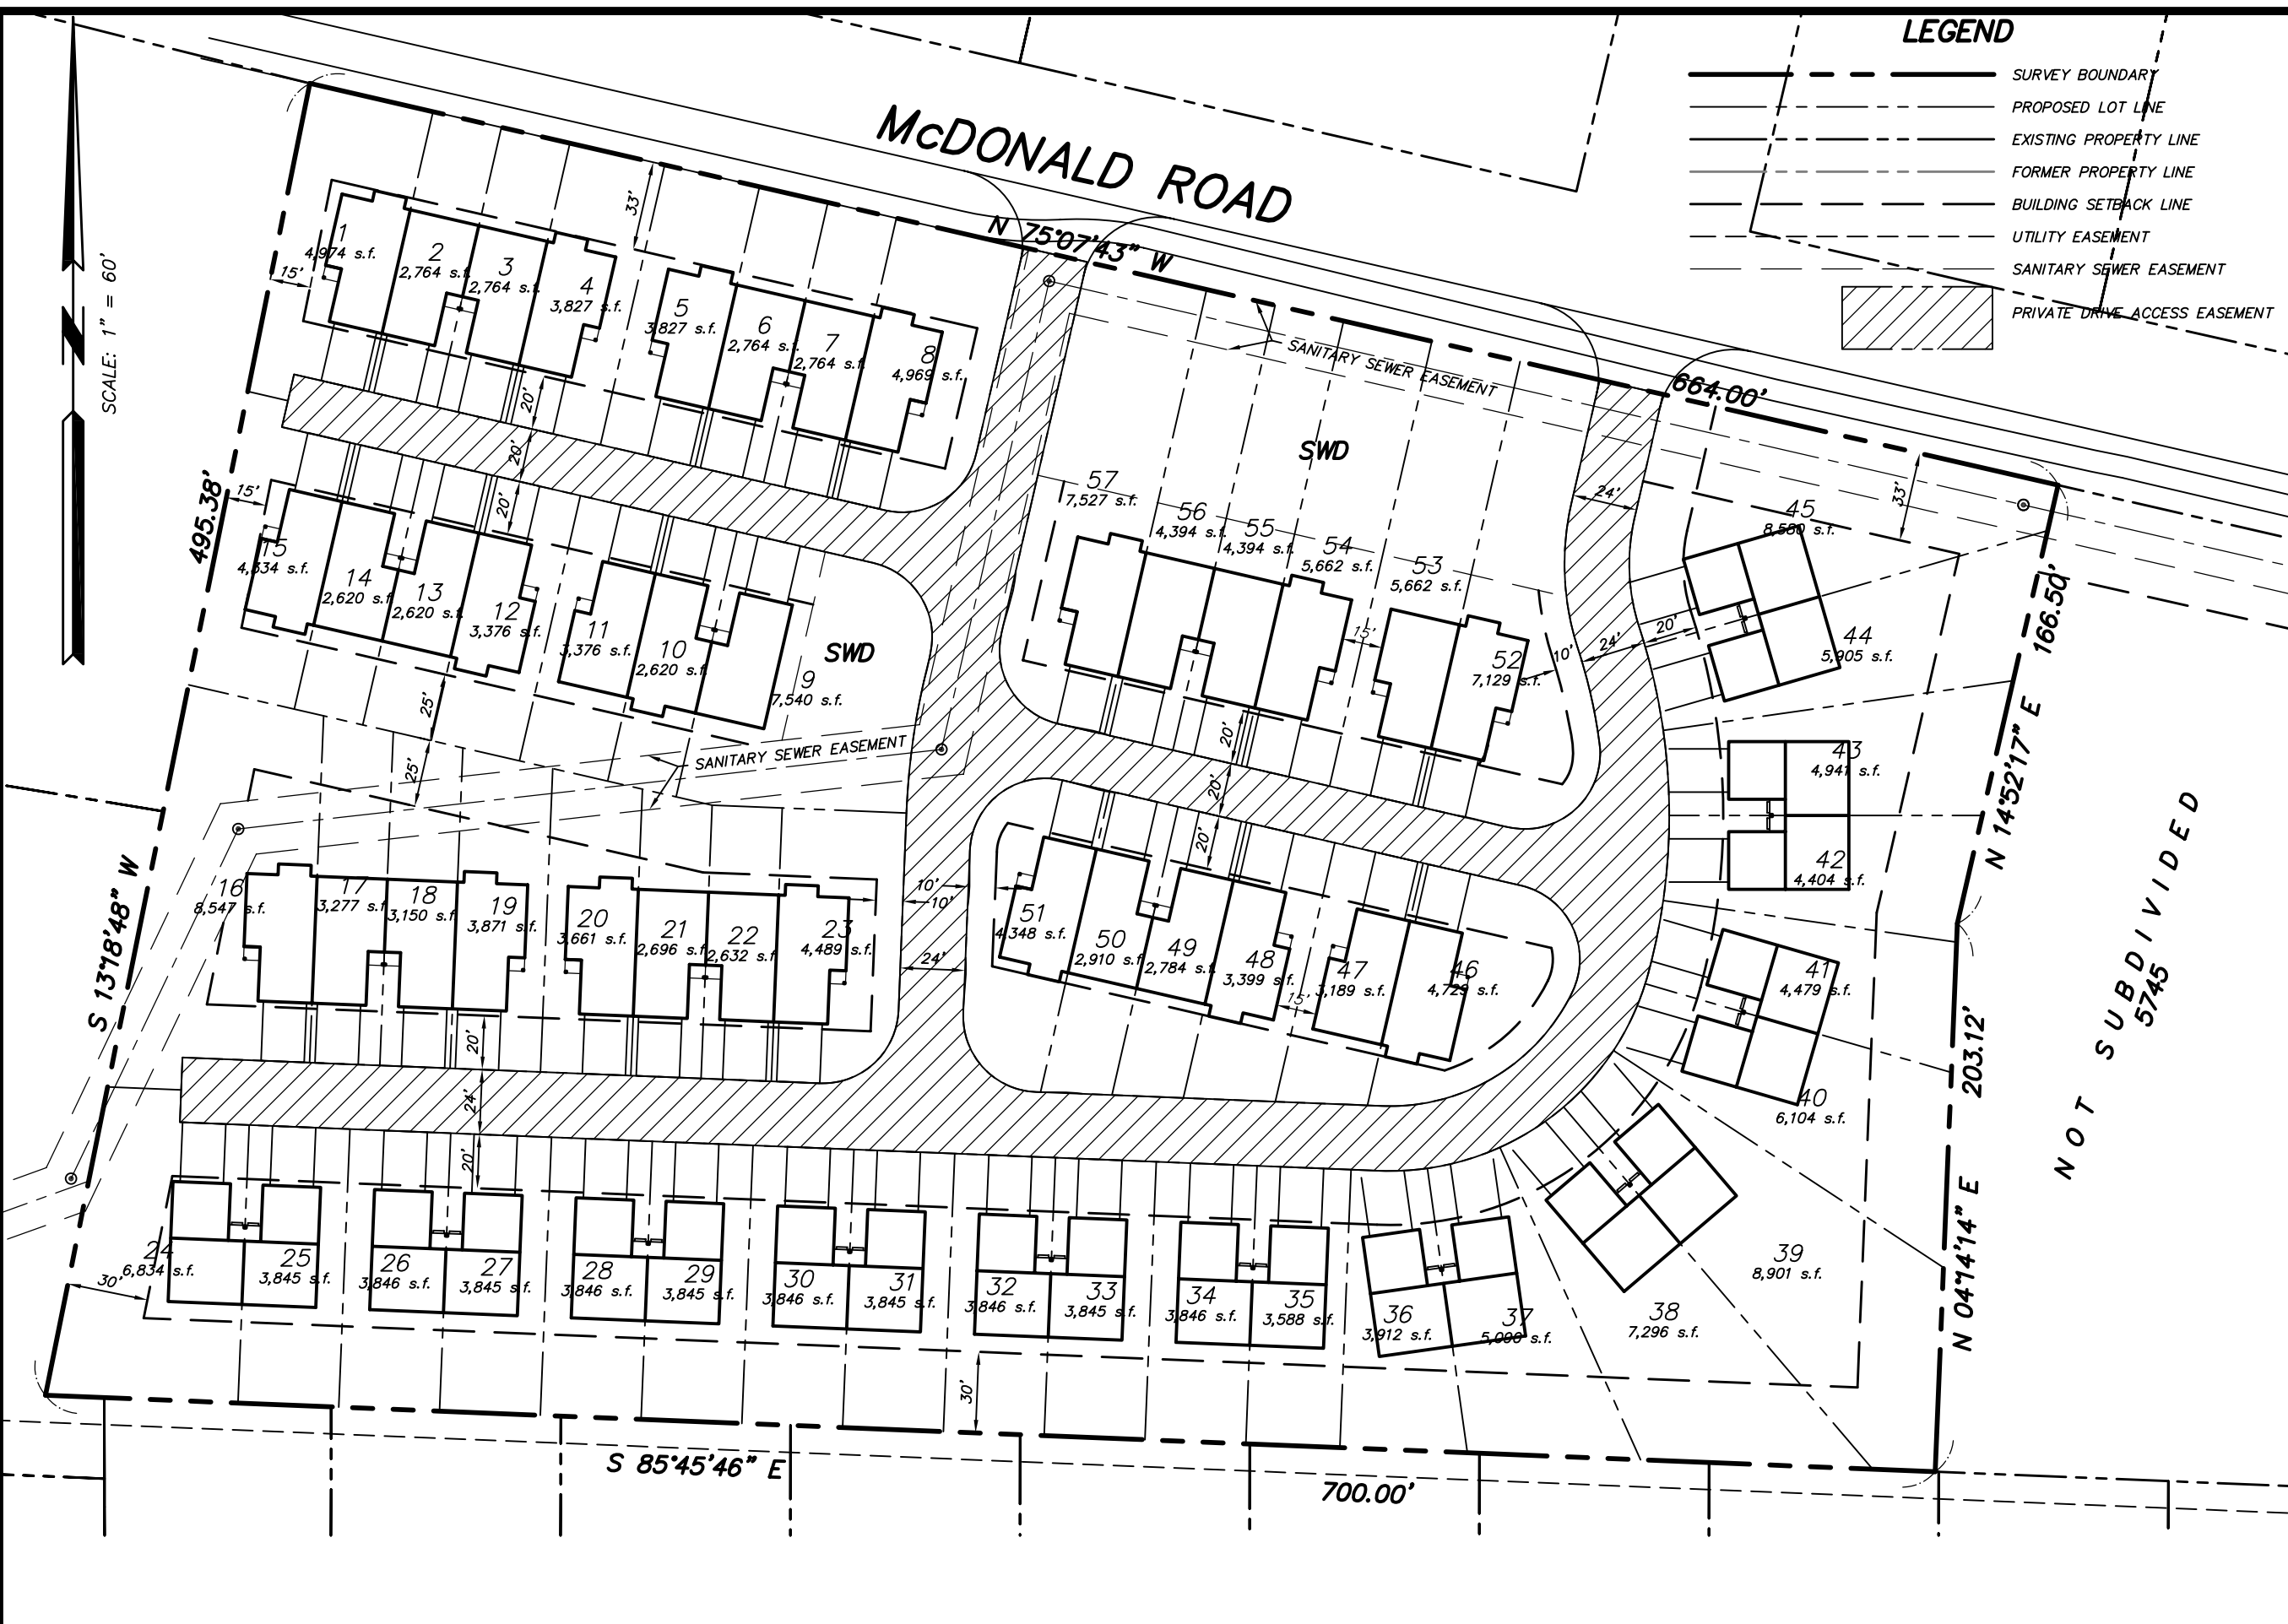 LEGEND
SURVEY BOUNDARY
PROPOSED LOT LINE
EXISTING PROPERTY LINE
FORMER PROPERTY LINE
BUILDING SETBACK LINE
UTILITY EASEMENT
SANITARY SEWER EASEMENT
PRIVATE DRIVE ACCESS EASEMENT
SCALE: 1" = 60'
N
McDONALD ROAD
N 75°07'43" W
664.00'
1
4,974 s.f.
2
2,764 s.f.
3
2,764 s.f.
4
3,827 s.f.
5
3,827 s.f.
6
2,764 s.f.
7
2,764 s.f.
8
4,969 s.f.
33'
15'
20'
20'
20'
15'
495.38'
S 13°18'48" W
15
4,334 s.f.
14
2,620 s.f.
13
2,620 s.f.
12
3,376 s.f.
11
3,376 s.f.
10
2,620 s.f.
9
7,540 s.f.
SWD
25'
25'
SANITARY SEWER EASEMENT
SANITARY SEWER EASEMENT
SWD
57
7,527 s.f.
56
4,394 s.f.
55
4,394 s.f.
54
5,662 s.f.
53
5,662 s.f.
52
7,129 s.f.
15'
10'
24'
24'
20'
33'
20'
20'
20'
45
8,580 s.f.
44
5,905 s.f.
43
4,941 s.f.
42
4,404 s.f.
41
4,479 s.f.
40
6,104 s.f.
39
8,901 s.f.
38
7,296 s.f.
N 14°52'17" E
166.50'
N 04°14'14" E
203.12'
NOT SUBDIVIDED
5745
16
8,547 s.f.
17
3,277 s.f.
18
3,150 s.f.
19
3,871 s.f.
20
3,661 s.f.
21
2,696 s.f.
22
2,632 s.f.
23
4,489 s.f.
10'
10'
24'
51
4,348 s.f.
50
2,910 s.f.
49
2,784 s.f.
48
3,399 s.f.
15'
47
3,189 s.f.
46
4,729 s.f.
20'
24'
20'
24
6,834 s.f.
25
3,845 s.f.
26
3,846 s.f.
27
3,845 s.f.
28
3,846 s.f.
29
3,845 s.f.
30
3,846 s.f.
31
3,845 s.f.
32
3,846 s.f.
33
3,845 s.f.
34
3,846 s.f.
35
3,588 s.f.
36
3,912 s.f.
37
30'
30'
S 85°45'46" E
700.00'